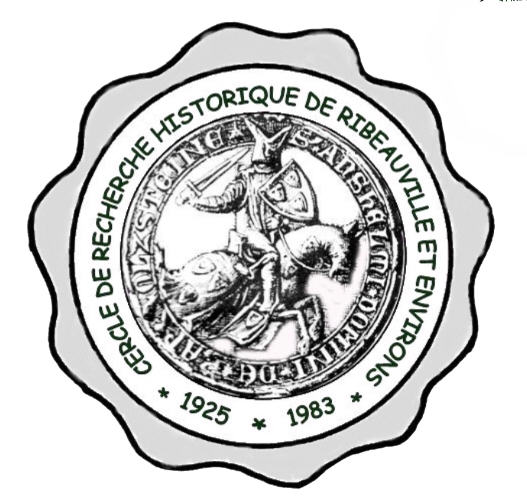 CERCLE DE RECHERCHE HISTORIQUE DE RIBEAUVILLE ET ENVIRONS
* 1925 * 1983 *